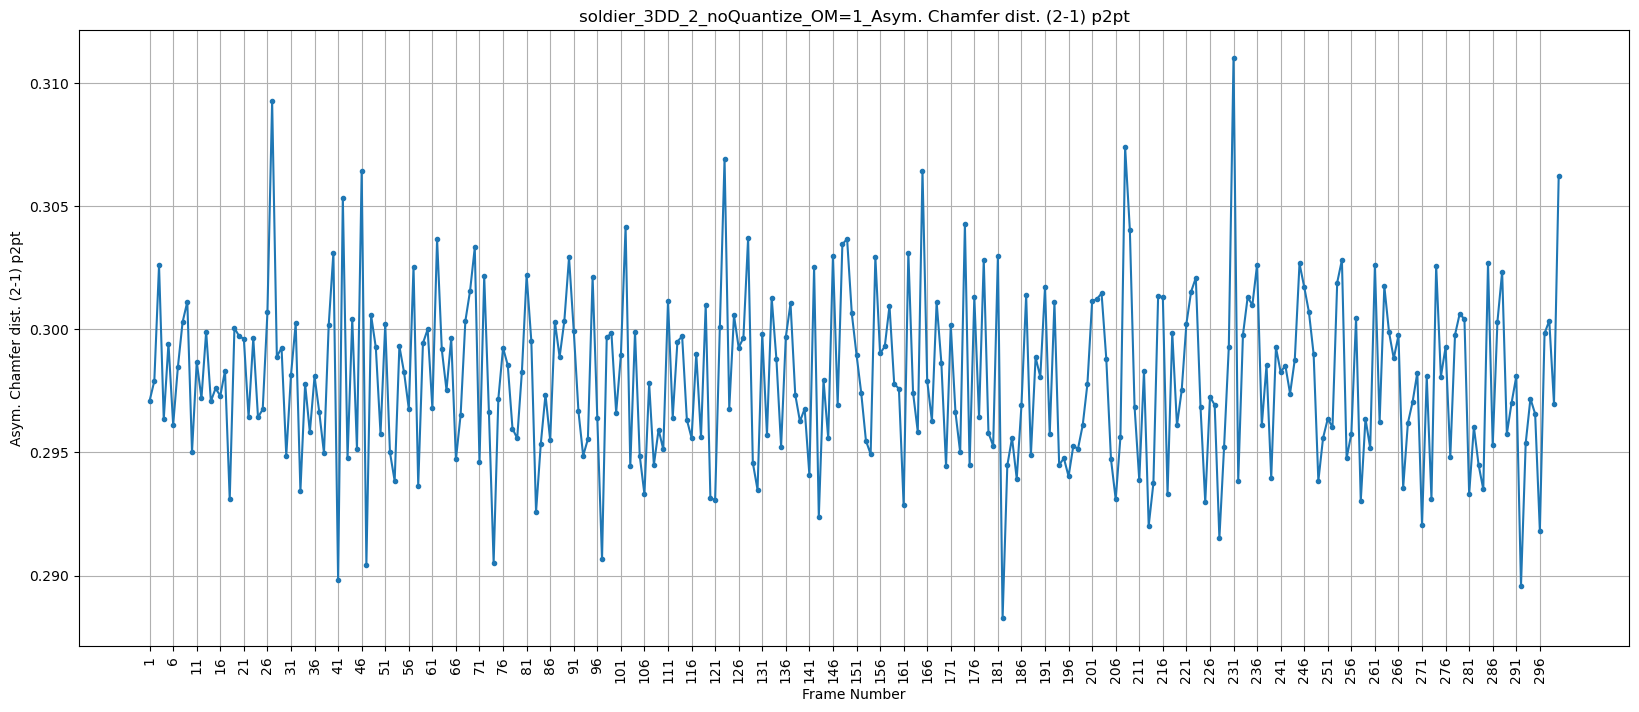 soldier_3DD_2_noQuantize_OM=1_Asym. Chamfer dist. (2-1) p2pt
Asym. Chamfer dist. (2-1) p2pt
0.310
0.305
0.300
0.295
0.290
1 6 11 16 21 26 31 36 41 46 51 56 61 66 71 76 81 86 91 96 101 106 111 116 121 126 131 136 141 146 151 156 161 166 171 176 181 186 191 196 201 206 211 216 221 226 231 236 241 246 251 256 261 266 271 276 281 286 291 296
Frame Number